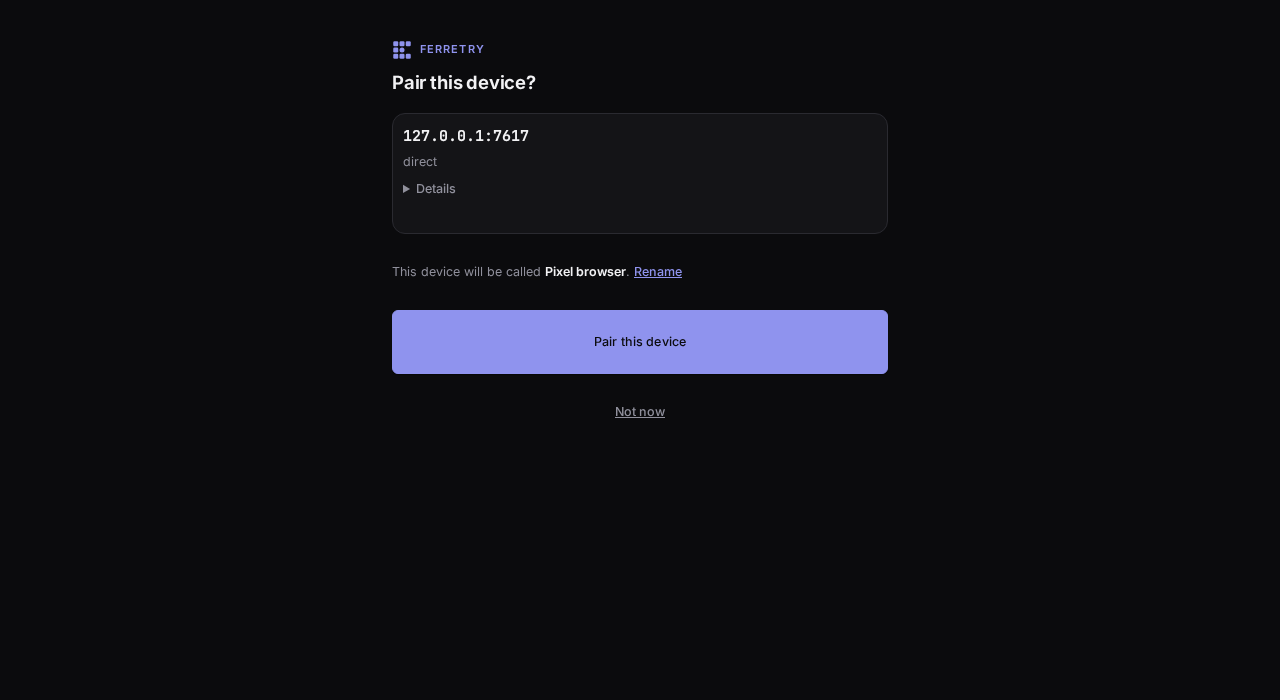 FERRETRY
Pair this device?
127.0.0.1:7617
direct
Details
This device will be called Pixel browser. Rename
Pair this device
Not now